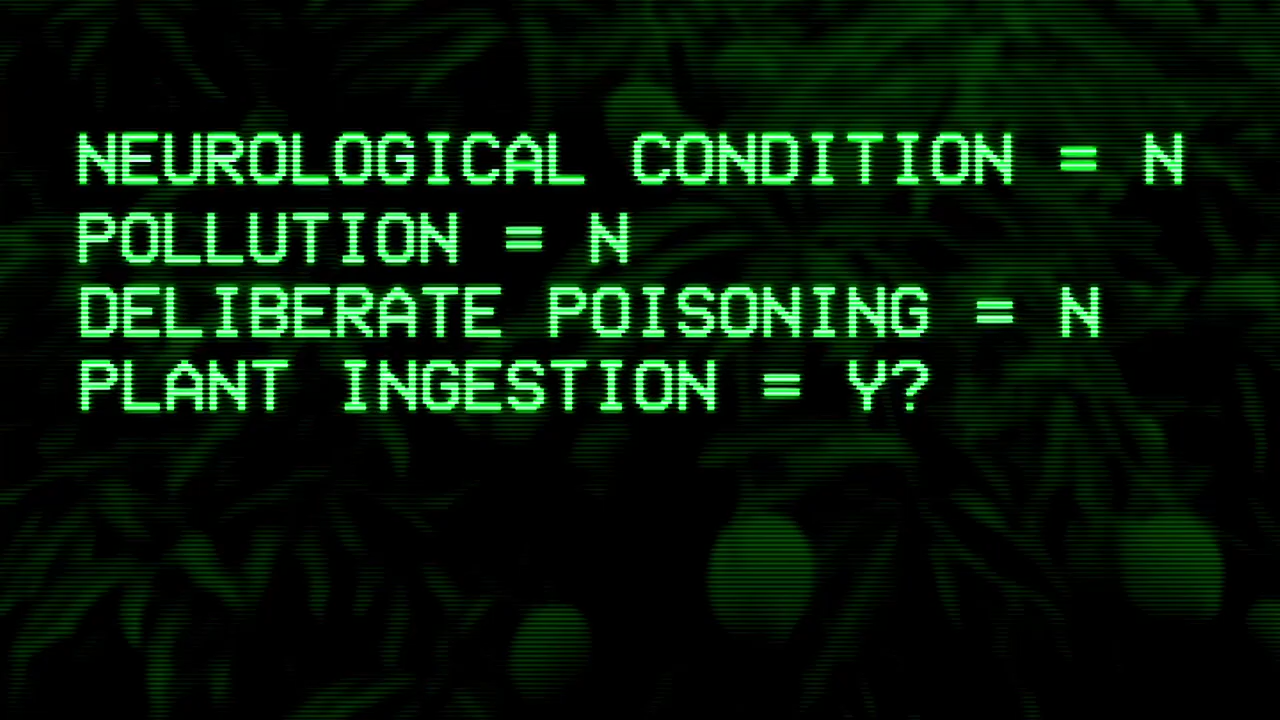 NEUROLOGICAL CONDITION = N
POLLUTION = N
DELIBERATE POISONING = N
PLANT INGESTION = Y?